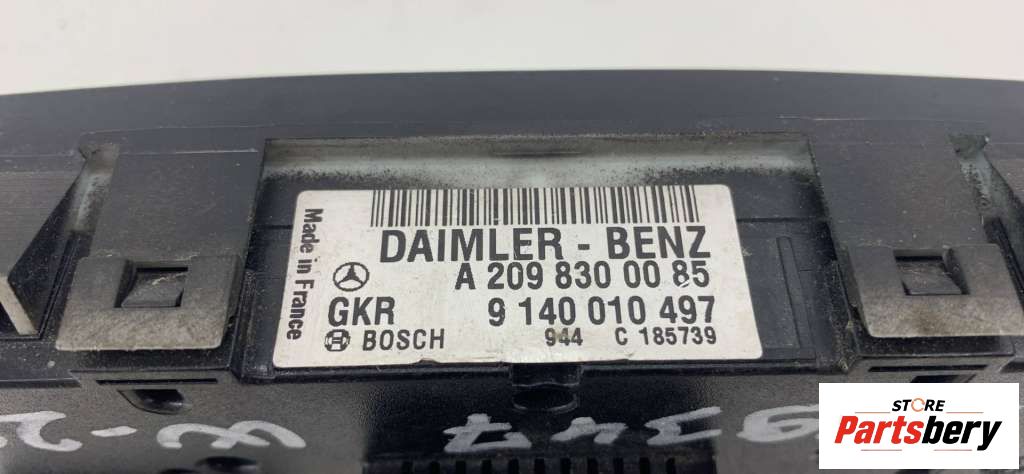 Made in France
DAIMLER - BENZ
A 209 830 00 85
GKR 9 140 010 497
BOSCH 944 C 185739
STORE
Partsbery